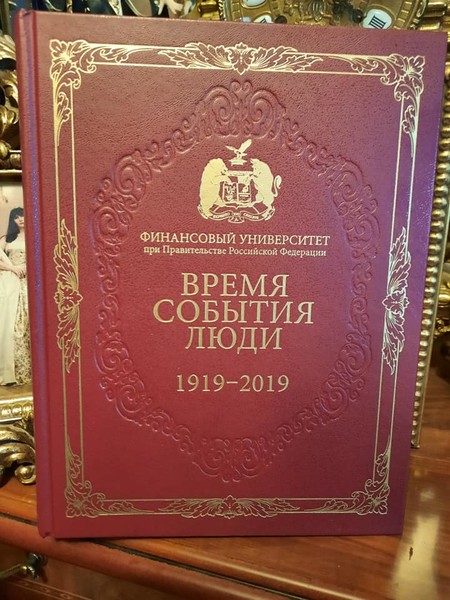 ФИНАНСОВЫЙ УНИВЕРСИТЕТ
при Правительстве Российской Федерации
ВРЕМЯ
СОБЫТИЯ
ЛЮДИ
1919–2019